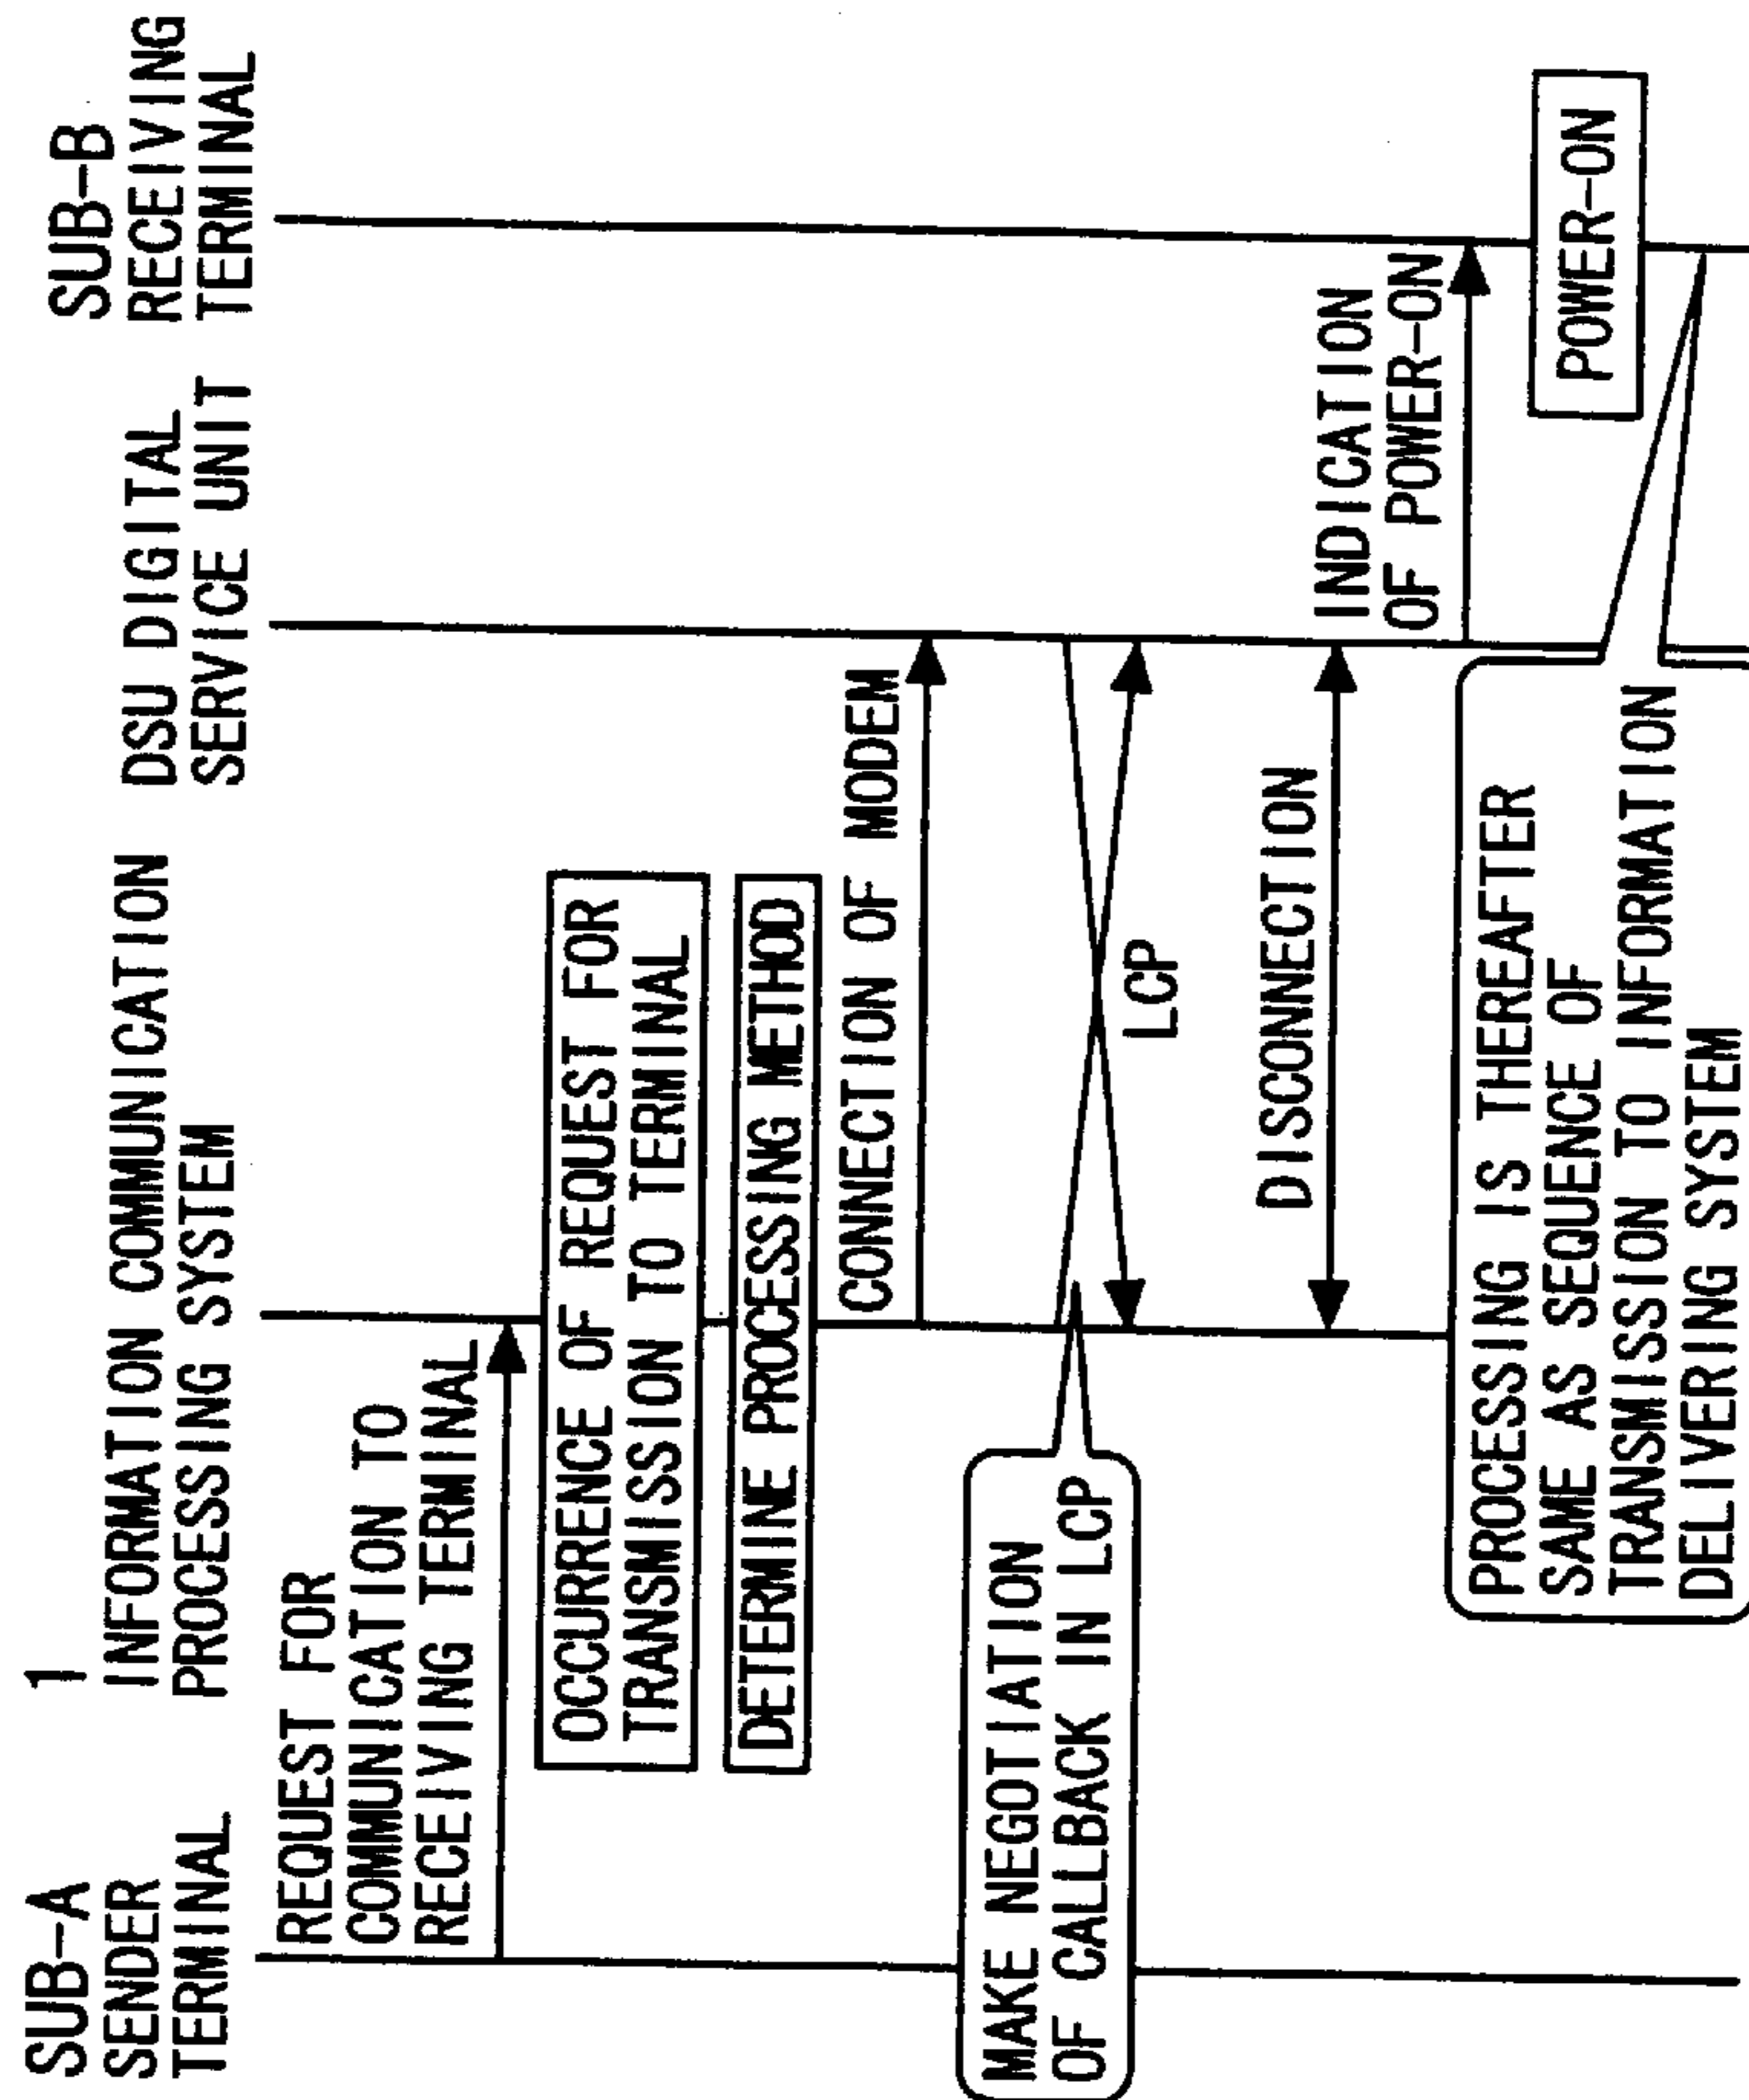 SUB-A
SENDER
TERMINAL
1
INFORMATION COMMUNICATION
PROCESSING SYSTEM
DSU DIGITAL
SERVICE UNIT
SUB-B
RECEIVING
TERMINAL
REQUEST FOR
COMMUNICATION TO
RECEIVING TERMINAL
OCCURRENCE OF REQUEST FOR
TRANSMISSION TO TERMINAL
DETERMINE PROCESSING METHOD
CONNECTION OF MODEM
MAKE NEGOTIATION
OF CALLBACK IN LCP
LCP
DISCONNECTION
INDICATION
OF POWER-ON
POWER-ON
PROCESSING IS THEREAFTER
SAME AS SEQUENCE OF
TRANSMISSION TO INFORMATION
DELIVERING SYSTEM